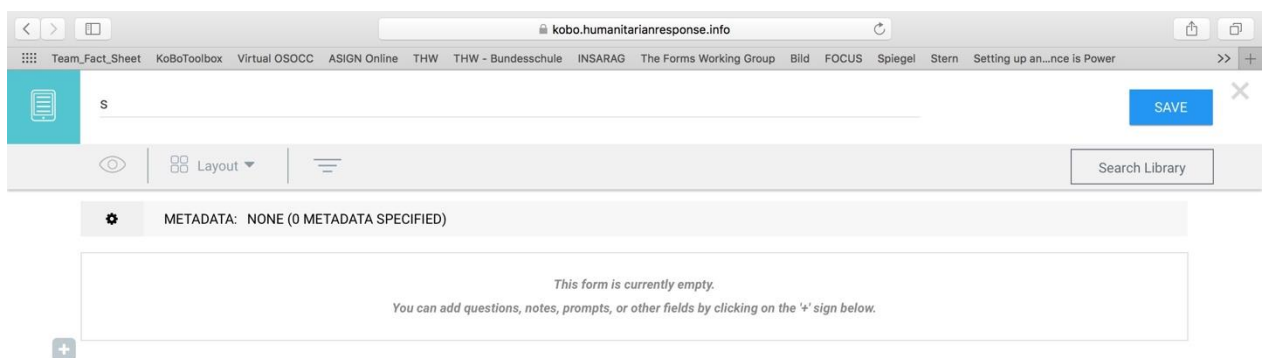 kobo.humanitarianresponse.info
Team_Fact_Sheet KoBoToolbox Virtual OSOCC ASIGN Online THW THW - Bundesschule INSARAG The Forms Working Group Bild FOCUS Spiegel Stern Setting up an...nce is Power >> +
s
SAVE
Layout
Search Library
METADATA: NONE (0 METADATA SPECIFIED)
This form is currently empty.
You can add questions, notes, prompts, or other fields by clicking on the '+' sign below.
+